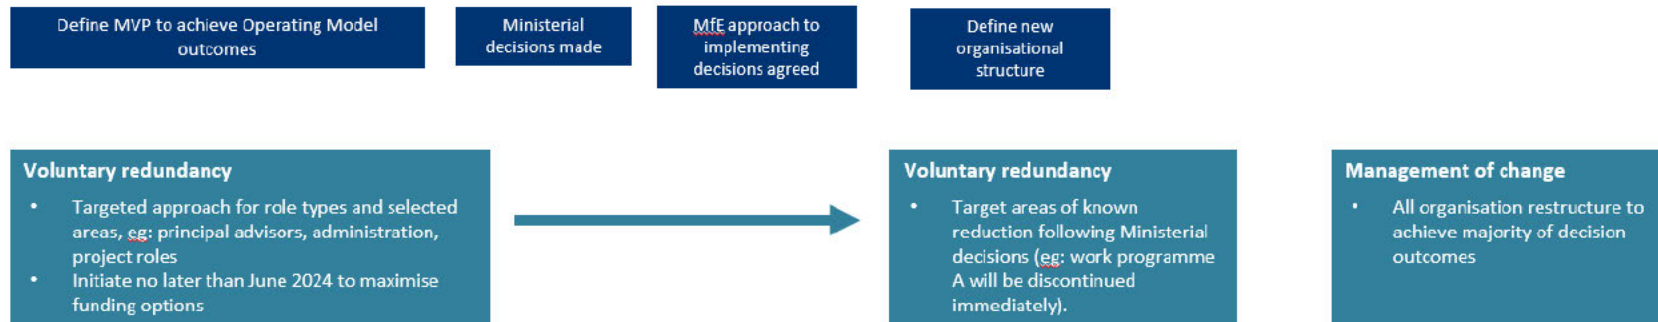 Define MVP to achieve Operating Model
outcomes
Ministerial
decisions made
MfE approach to
implementing
decisions agreed
Define new
organisational
structure
Voluntary redundancy
• Targeted approach for role types and selected
areas, eg: principal advisors, administration,
project roles
• Initiate no later than June 2024 to maximise
funding options
Voluntary redundancy
• Target areas of known
reduction following Ministerial
decisions (eg: work programme
A will be discontinued
immediately).
Management of change
• All organisation restructure to
achieve majority of decision
outcomes